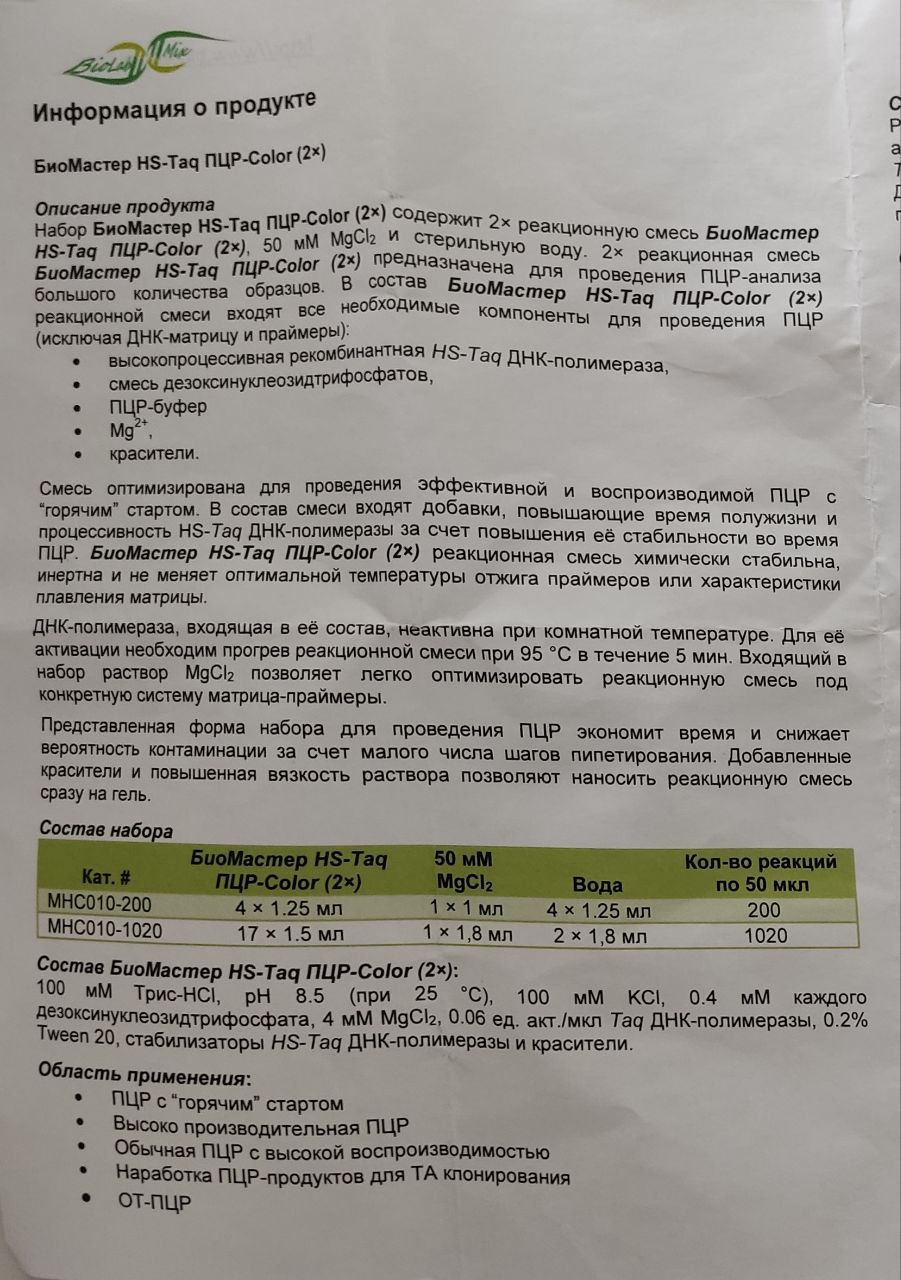 BioLab Mix
Информация о продукте
БиоМастер HS-Taq ПЦР-Color (2×)
Описание продукта
Набор БиоМастер HS-Taq ПЦР-Color (2×) содержит 2× реакционную смесь БиоМастер
HS-Taq ПЦР-Color (2×), 50 мМ MgCl₂ и стерильную воду. 2× реакционная смесь
БиоМастер HS-Taq ПЦР-Color (2×) предназначена для проведения ПЦР-анализа
большого количества образцов. В состав БиоМастер HS-Taq ПЦР-Color (2×)
реакционной смеси входят все необходимые компоненты для проведения ПЦР
(исключая ДНК-матрицу и праймеры):
• высокопроцессивная рекомбинантная HS-Taq ДНК-полимераза,
• смесь дезоксинуклеозидтрифосфатов,
• ПЦР-буфер
• Mg²⁺,
• красители.
Смесь оптимизирована для проведения эффективной и воспроизводимой ПЦР с
“горячим” стартом. В состав смеси входят добавки, повышающие время полужизни и
процессивность HS-Taq ДНК-полимеразы за счет повышения её стабильности во время
ПЦР. БиоМастер HS-Taq ПЦР-Color (2×) реакционная смесь химически стабильна,
инертна и не меняет оптимальной температуры отжига праймеров или характеристики
плавления матрицы.
ДНК-полимераза, входящая в её состав, неактивна при комнатной температуре. Для её
активации необходим прогрев реакционной смеси при 95 °С в течение 5 мин. Входящий в
набор раствор MgCl₂ позволяет легко оптимизировать реакционную смесь под
конкретную систему матрица-праймеры.
Представленная форма набора для проведения ПЦР экономит время и снижает
вероятность контаминации за счет малого числа шагов пипетирования. Добавленные
красители и повышенная вязкость раствора позволяют наносить реакционную смесь
сразу на гель.
Состав набора
Кат. # БиоМастер HS-Taq ПЦР-Color (2×) 50 мМ MgCl₂ Вода Кол-во реакций по 50 мкл
MHC010-200 4 × 1.25 мл 1 × 1 мл 4 × 1.25 мл 200
MHC010-1020 17 × 1.5 мл 1 × 1,8 мл 2 × 1,8 мл 1020
Состав БиоМастер HS-Taq ПЦР-Color (2×):
100 мМ Трис-HCl, pH 8.5 (при 25 °С), 100 мМ KCl, 0.4 мМ каждого
дезоксинуклеозидтрифосфата, 4 мМ MgCl₂, 0.06 ед. акт./мкл Taq ДНК-полимеразы, 0.2%
Tween 20, стабилизаторы HS-Taq ДНК-полимеразы и красители.
Область применения:
• ПЦР с “горячим” стартом
• Высоко производительная ПЦР
• Обычная ПЦР с высокой воспроизводимостью
• Наработка ПЦР-продуктов для ТА клонирования
• ОТ-ПЦР